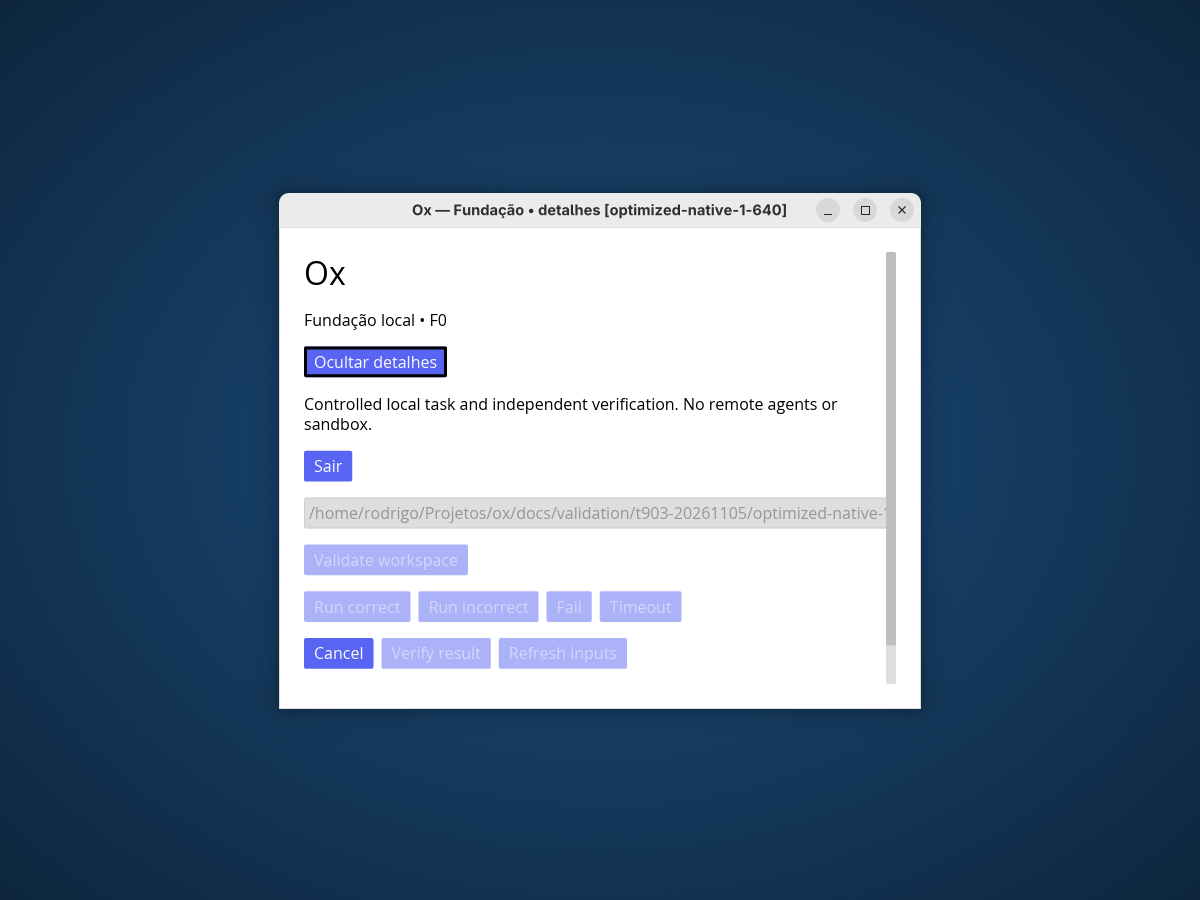 Ox — Fundação • detalhes [optimized-native-1-640]
Ox
Fundação local • F0
Ocultar detalhes
Controlled local task and independent verification. No remote agents or
sandbox.
Sair
/home/rodrigo/Projetos/ox/docs/validation/t903-20261105/optimized-native-
Validate workspace
Run correct Run incorrect Fail Timeout
Cancel Verify result Refresh inputs